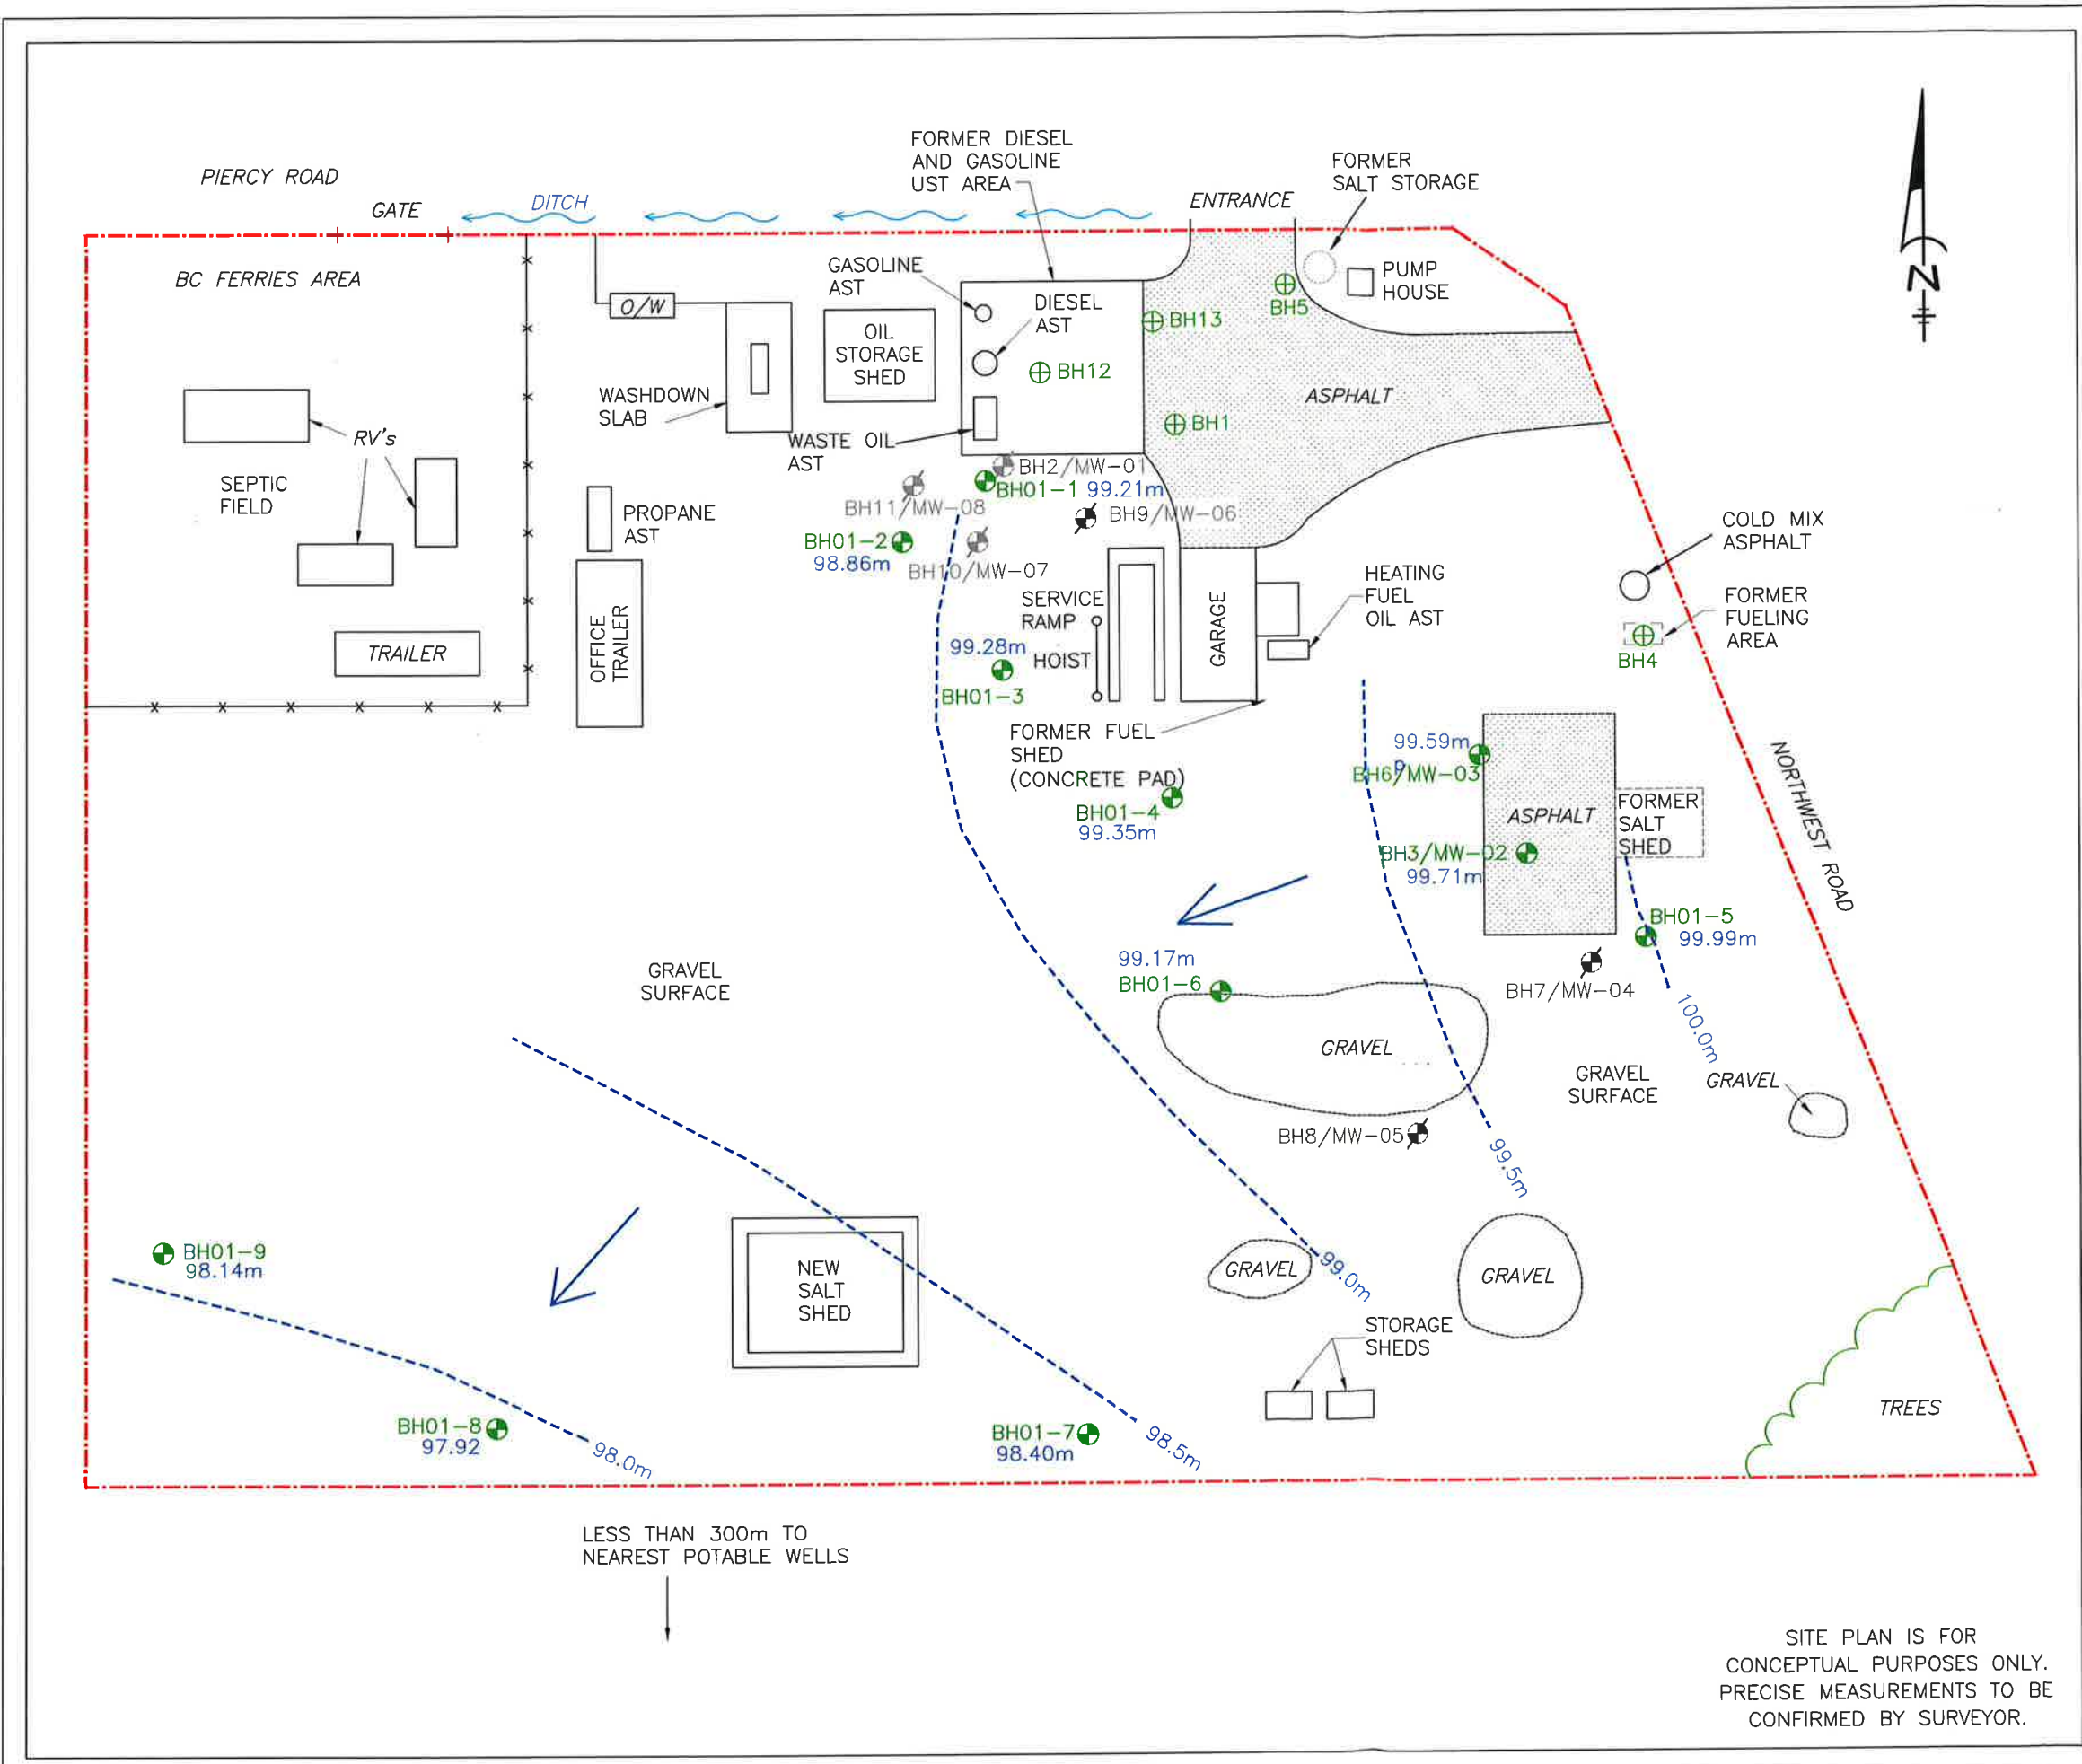 FORMER DIESEL
AND GASOLINE
UST AREA
FORMER
SALT STORAGE
PIERCY ROAD
GATE
DITCH
ENTRANCE
BC FERRIES AREA
GASOLINE
AST
DIESEL
AST
PUMP
HOUSE
BH5
O/W
BH13
OIL
STORAGE
SHED
BH12
WASHDOWN
SLAB
ASPHALT
BH1
RV's
WASTE OIL
AST
BH2/MW-01
BH01-1 99.21m
SEPTIC
FIELD
BH11/MW-08
BH9/MW-06
PROPANE
AST
BH01-2
98.86m
BH10/MW-07
COLD MIX
ASPHALT
HEATING
FUEL
OIL AST
FORMER
FUELING
AREA
BH4
SERVICE
RAMP
HOIST
GARAGE
OFFICE
TRAILER
TRAILER
99.28m
BH01-3
FORMER FUEL
SHED
(CONCRETE PAD)
BH01-4
99.35m
99.59m
P
BH6/MW-03
ASPHALT
FORMER
SALT
SHED
NORTHWEST ROAD
BH3/MW-02
99.71m
BH01-5
99.99m
99.17m
BH01-6
BH7/MW-04
GRAVEL
SURFACE
100.0m
GRAVEL
GRAVEL
SURFACE
GRAVEL
BH8/MW-05
99.5m
BH01-9
98.14m
NEW
SALT
SHED
GRAVEL
99.0m
GRAVEL
STORAGE
SHEDS
TREES
BH01-8
97.92
98.0m
BH01-7
98.40m
98.5m
LESS THAN 300m TO
NEAREST POTABLE WELLS
N
SITE PLAN IS FOR
CONCEPTUAL PURPOSES ONLY.
PRECISE MEASUREMENTS TO BE
CONFIRMED BY SURVEYOR.